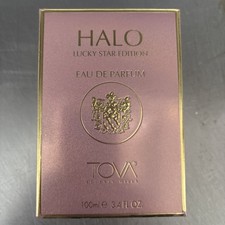 HALO
LUCKY STAR EDITION
EAU DE PARFUM
TOVA
100ml e 3.4 FL OZ